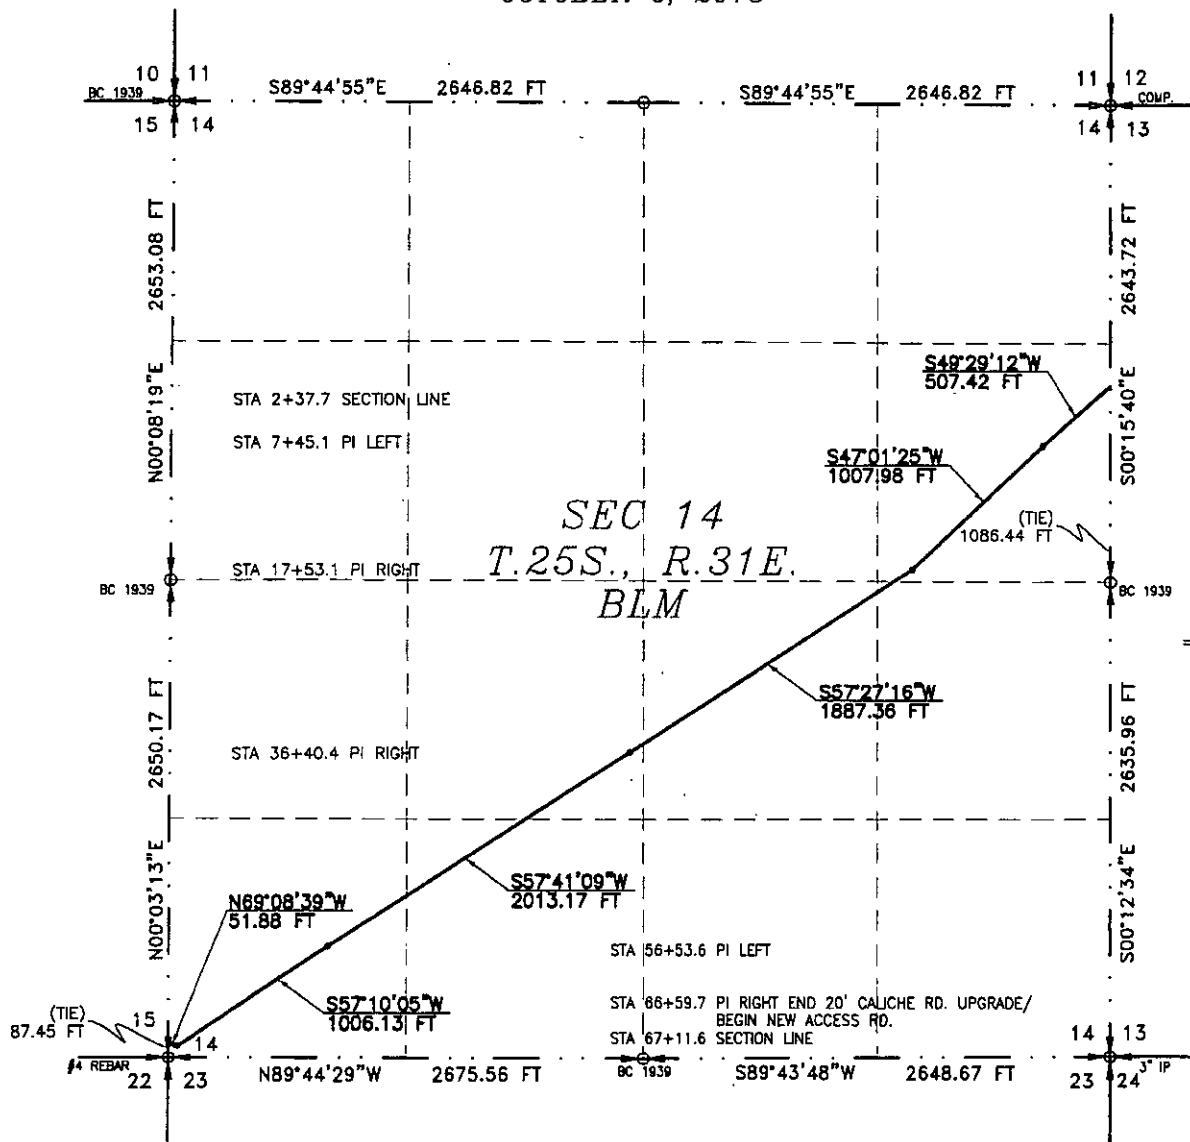 10 11
S89°44'55"E 2646.82 FT
S89°44'55"E 2646.82 FT
11 12
BC 1939
COMP.
15 14
14 13
2653.08 FT
2643.72 FT
N00°08'19"E
S00°15'40"E
S49°29'12"W
507.42 FT
STA 2+37.7 SECTION LINE
STA 7+45.1 PI LEFT
S47°01'25"W
1007.98 FT
SEC 14
(TIE)
1086.44 FT
T.25S., R.31E.
STA 17+53.1 PI RIGHT
BC 1939
BC 1939
BLM
S57°27'16"W
1887.36 FT
2650.17 FT
2635.96 FT
STA 36+40.4 PI RIGHT
S57°41'09"W
2013.17 FT
N69°08'39"W
51.88 FT
N00°03'13"E
S00°12'34"E
STA 56+53.6 PI LEFT
S57°10'05"W
1006.13 FT
STA 66+59.7 PI RIGHT END 20' CALICHE RD. UPGRADE/
BEGIN NEW ACCESS RD.
STA 67+11.6 SECTION LINE
(TIE)
87.45 FT
15
14
14 13
#4 REBAR
22 23
N89°44'29"W 2675.56 FT
BC 1939
S89°43'48"W 2648.67 FT
23 24
3" IP